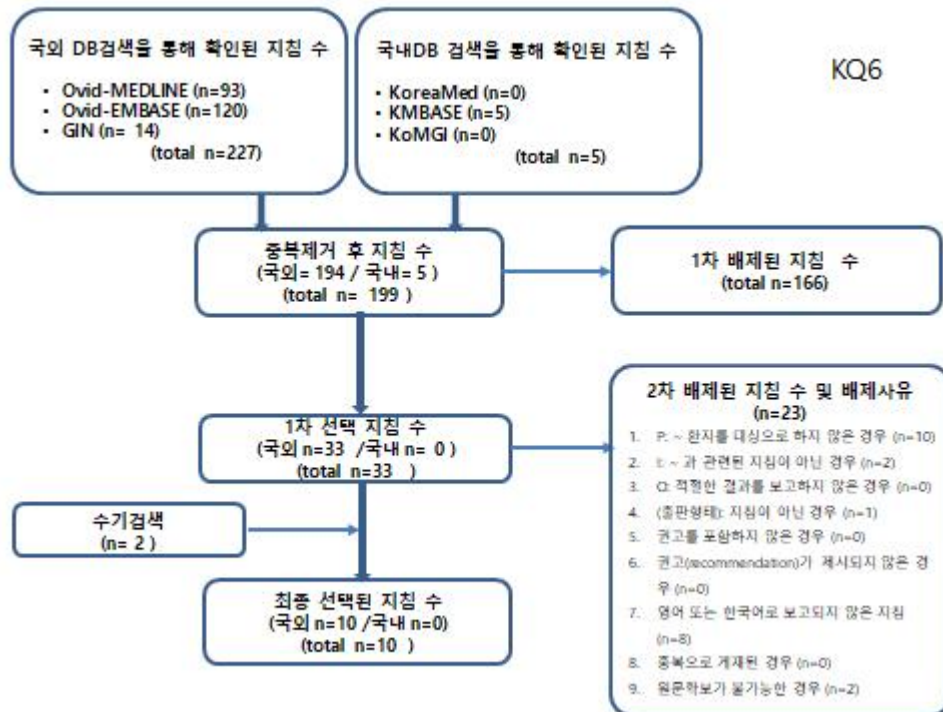 국외 DB검색을 통해 확인된 지침 수
• Ovid-MEDLINE (n=93)
• Ovid-EMBASE (n=120)
• GIN (n= 14)
(total n=227)
국내DB 검색을 통해 확인된 지침 수
• KoreaMed (n=0)
• KMBASE (n=5)
• KoMGI (n=0)
(total n=5)
KQ6
중복제거 후 지침 수
(국외= 194 / 국내= 5 )
(total n= 199 )
1차 배제된 지침 수
(total n=166)
1차 선택 지침 수
(국외 n=33 /국내 n= 0 )
(total n=33 )
2차 배제된 지침 수 및 배제사유
(n=23)
1. P: ~ 환자를 대상으로 하지 않은 경우 (n=10)
2. I: ~ 과 관련된 지침이 아닌 경우 (n=2)
3. O: 적절한 결과를 보고하지 않은 경우 (n=0)
4. (출판형태): 지침이 아닌 경우 (n=1)
5. 권고를 포함하지 않은 경우 (n=0)
6. 권고(recommendation)가 제시되지 않은 경
우 (n=0)
7. 영어 또는 한국어로 보고되지 않은 지침
(n=8)
8. 중복으로 게재된 경우 (n=0)
9. 원문확보가 불가능한 경우 (n=2)
수기검색
(n= 2 )
최종 선택된 지침 수
(국외 n=10 /국내 n=0)
(total n=10 )